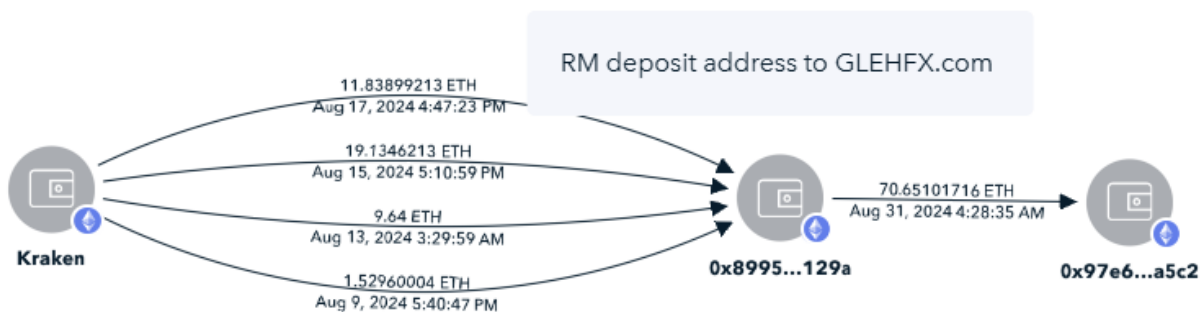 RM deposit address to GLEHFX.com
11.83899213 ETH
Aug 17, 2024 4:47:23 PM
19.1346213 ETH
Aug 15, 2024 5:10:59 PM
9.64 ETH
Aug 13, 2024 3:29:59 AM
1.52960004 ETH
Aug 9, 2024 5:40:47 PM
Kraken
70.65101716 ETH
Aug 31, 2024 4:28:35 AM
0x8995...129a
0x97e6...a5c2